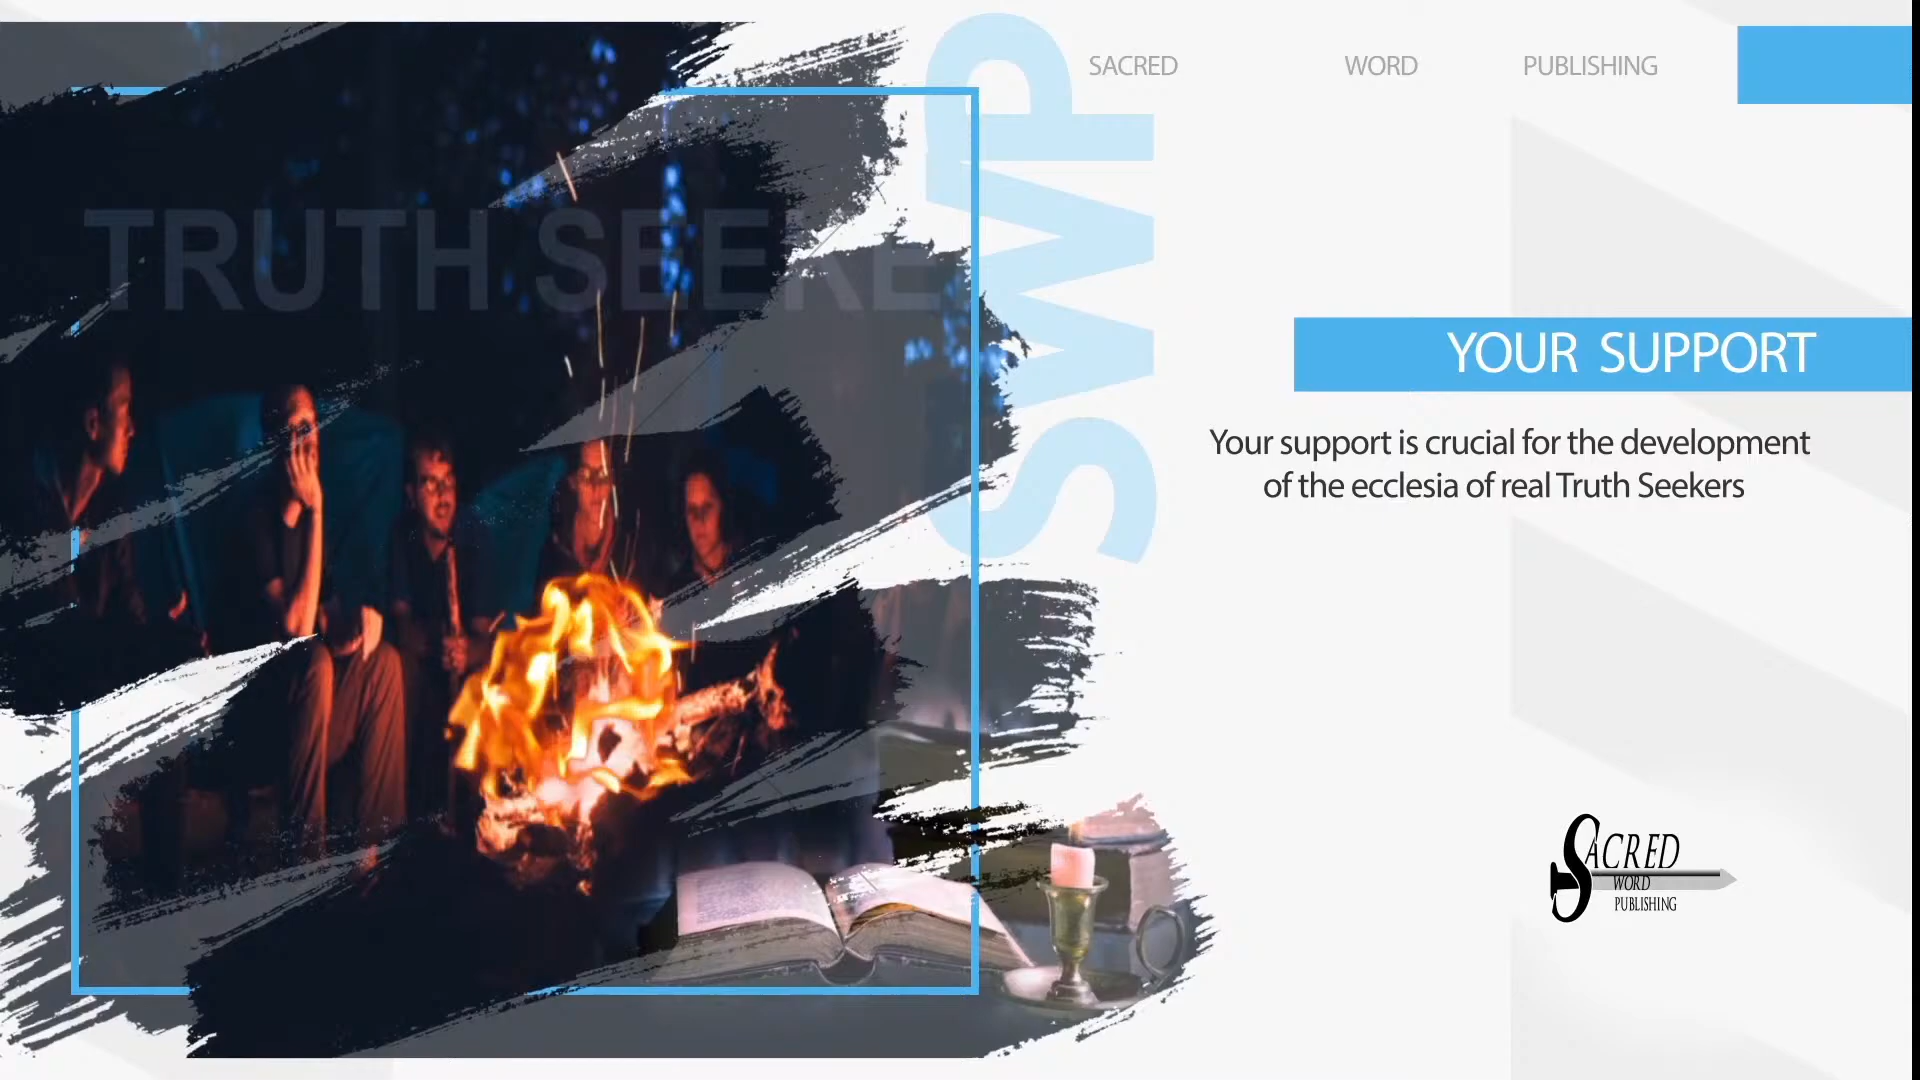 SACRED WORD PUBLISHING
SWP
TRUTH SEEKE
YOUR SUPPORT
Your support is crucial for the development
of the ecclesia of real Truth Seekers
SACRED
WORD
PUBLISHING